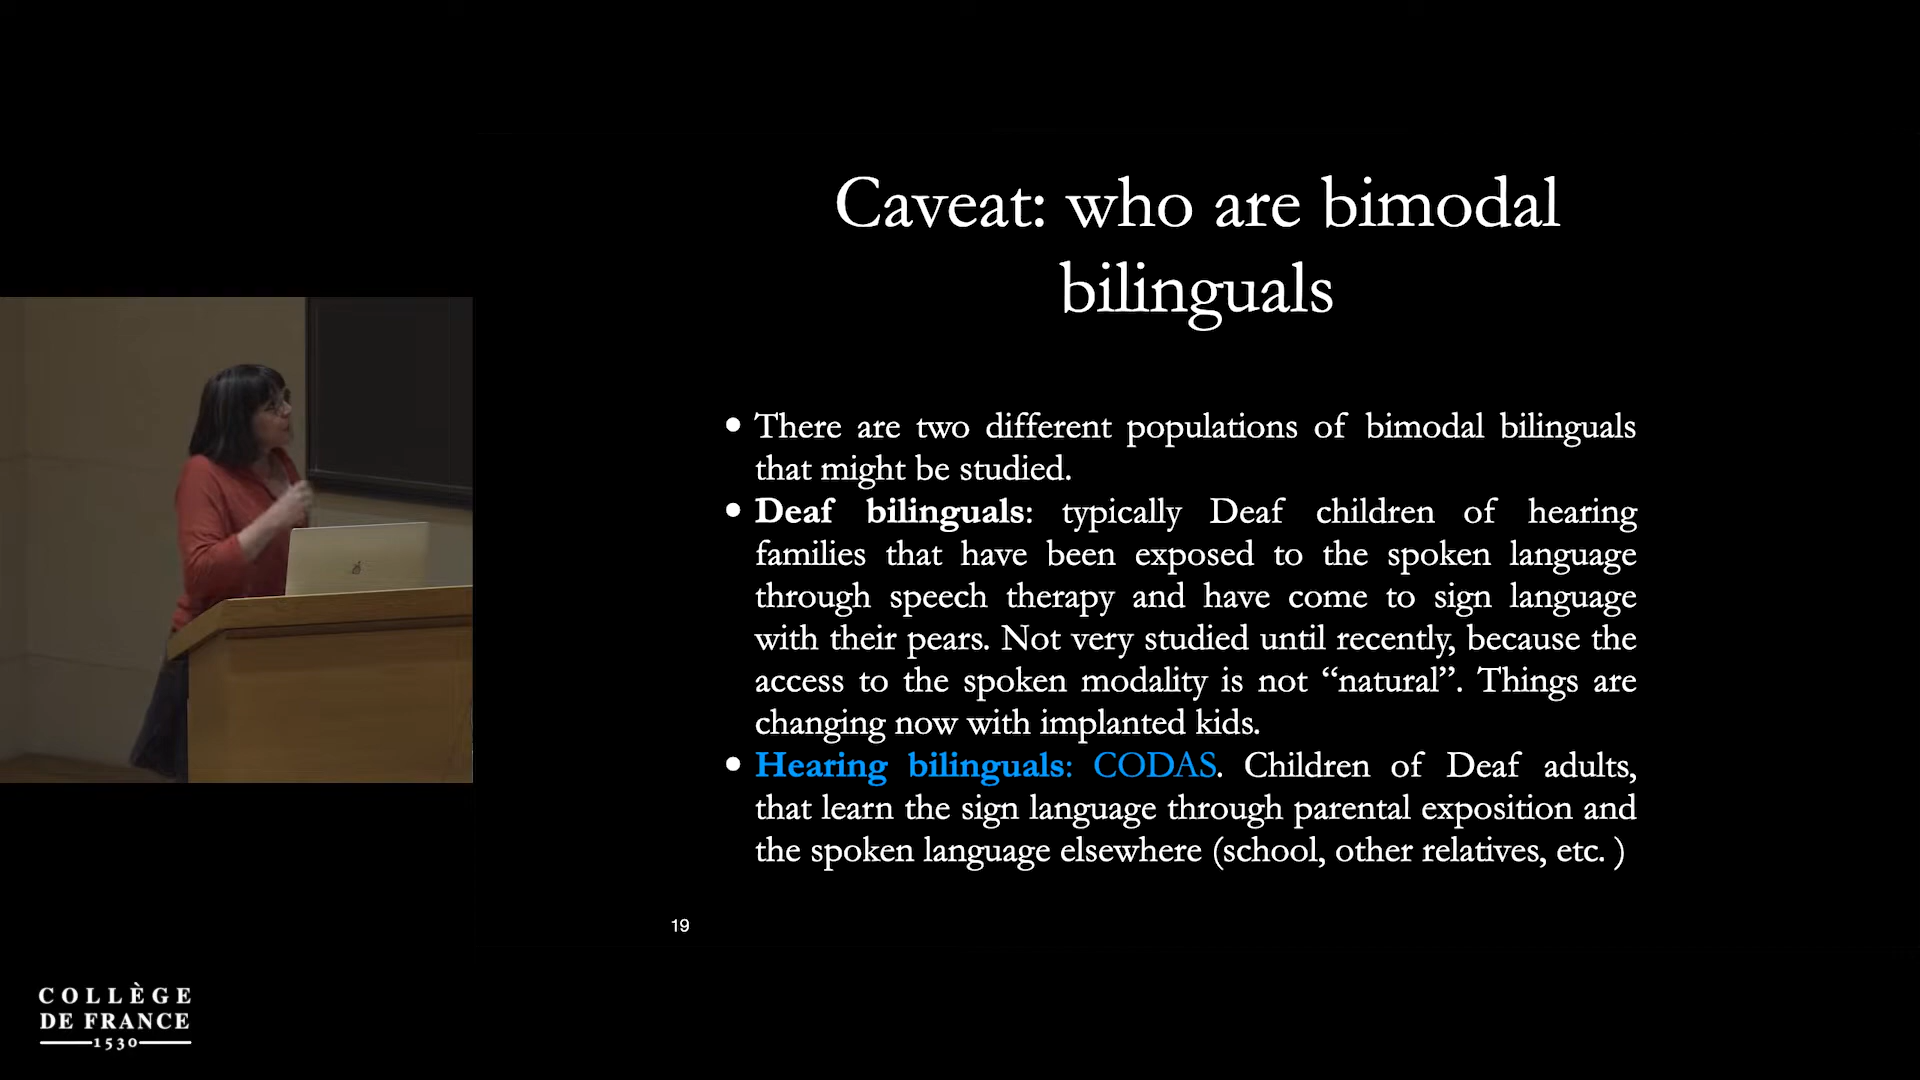 Caveat: who are bimodal
bilinguals
• There are two different populations of bimodal bilinguals
that might be studied.
• Deaf bilinguals: typically Deaf children of hearing
families that have been exposed to the spoken language
through speech therapy and have come to sign language
with their pears. Not very studied until recently, because the
access to the spoken modality is not “natural”. Things are
changing now with implanted kids.
• Hearing bilinguals: CODAS. Children of Deaf adults,
that learn the sign language through parental exposition and
the spoken language elsewhere (school, other relatives, etc. )
19
COLLÈGE
DE FRANCE
1530